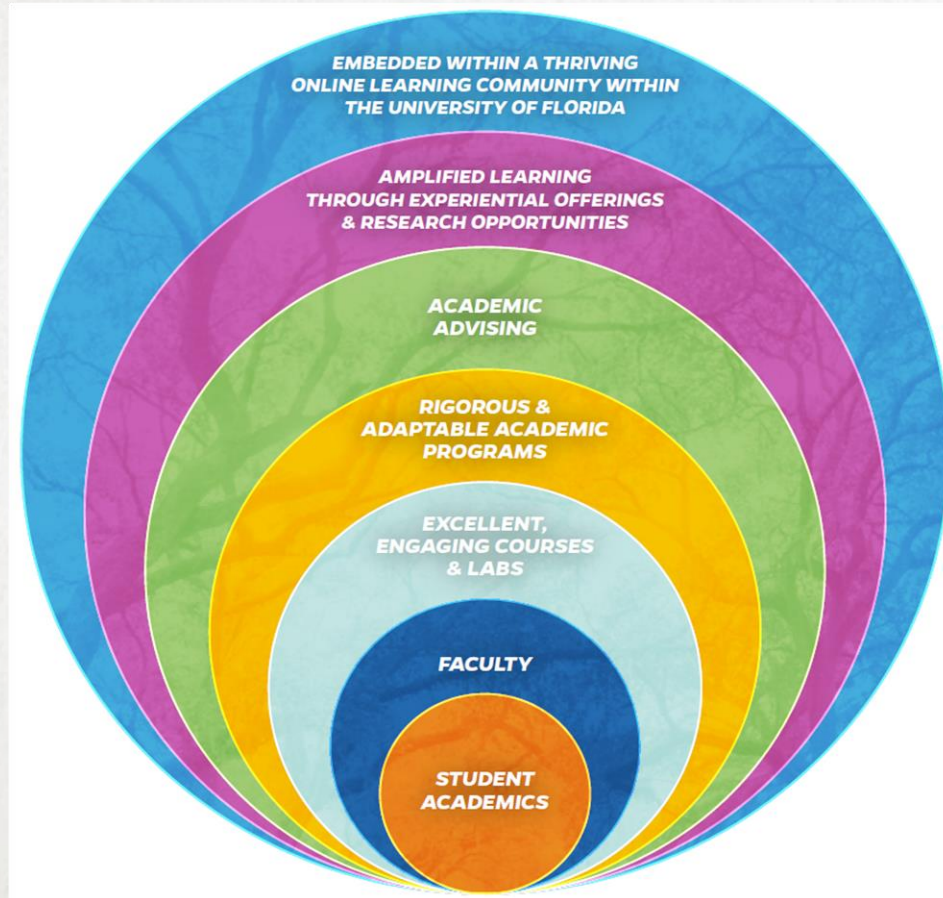 EMBEDDED WITHIN A THRIVING
ONLINE LEARNING COMMUNITY WITHIN
THE UNIVERSITY OF FLORIDA
AMPLIFIED LEARNING
THROUGH EXPERIENTIAL OFFERINGS
& RESEARCH OPPORTUNITIES
ACADEMIC
ADVISING
RIGOROUS &
ADAPTABLE ACADEMIC
PROGRAMS
EXCELLENT,
ENGAGING COURSES
& LABS
FACULTY
STUDENT
ACADEMICS